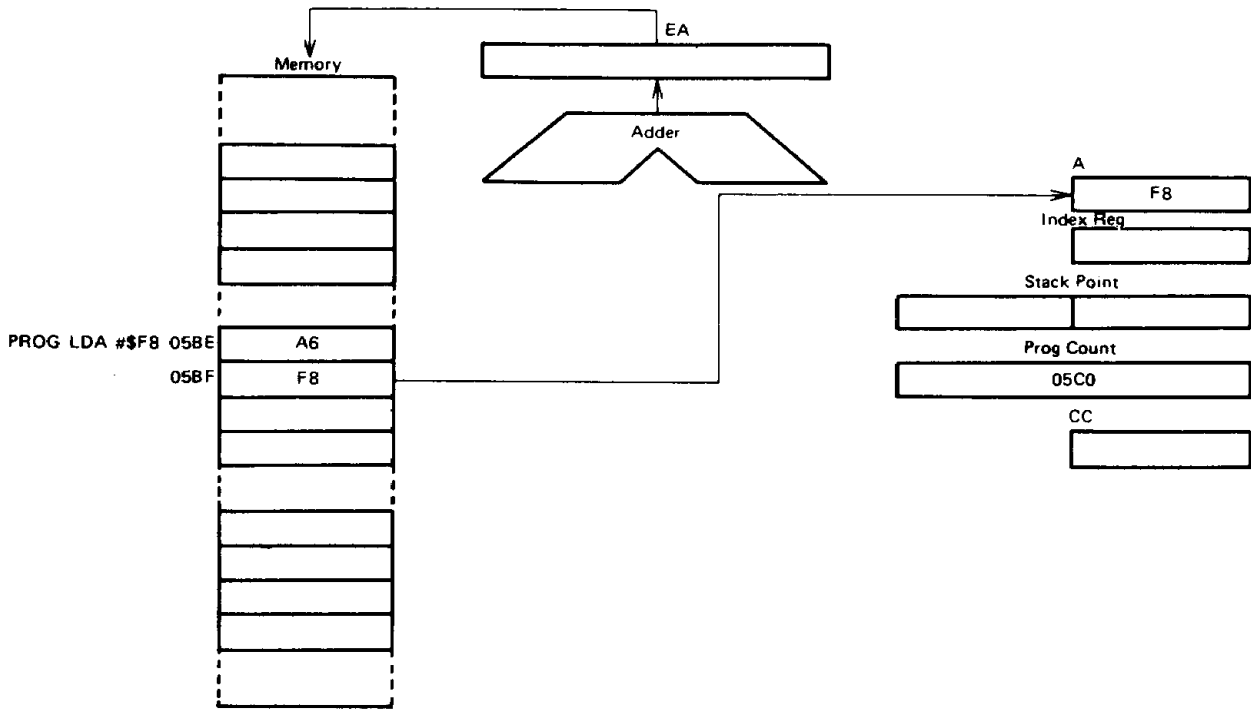 EA
Memory
Adder
A
F8
Index Reg
Stack Point
PROG LDA #$F8 05BE A6
Prog Count
05BF F8
05C0
CC